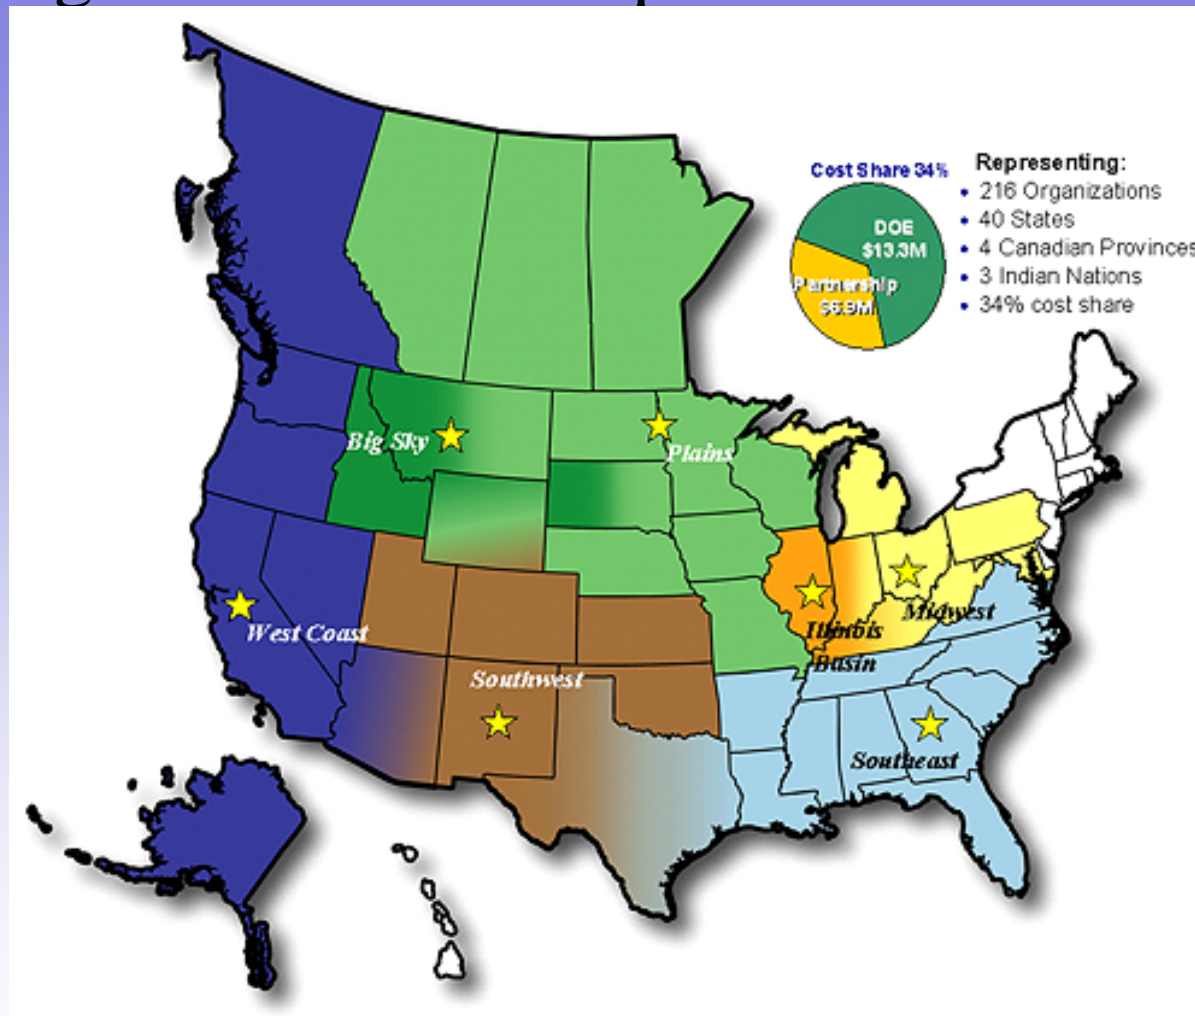 Cost Share 34%
DOE
$13.3M
Partnership
$6.9M
Representing:
• 216 Organizations
• 40 States
• 4 Canadian Provinces
• 3 Indian Nations
• 34% cost share
Big Sky
Plains
West Coast
Southwest
Illinois
Basin
Midwest
Southeast